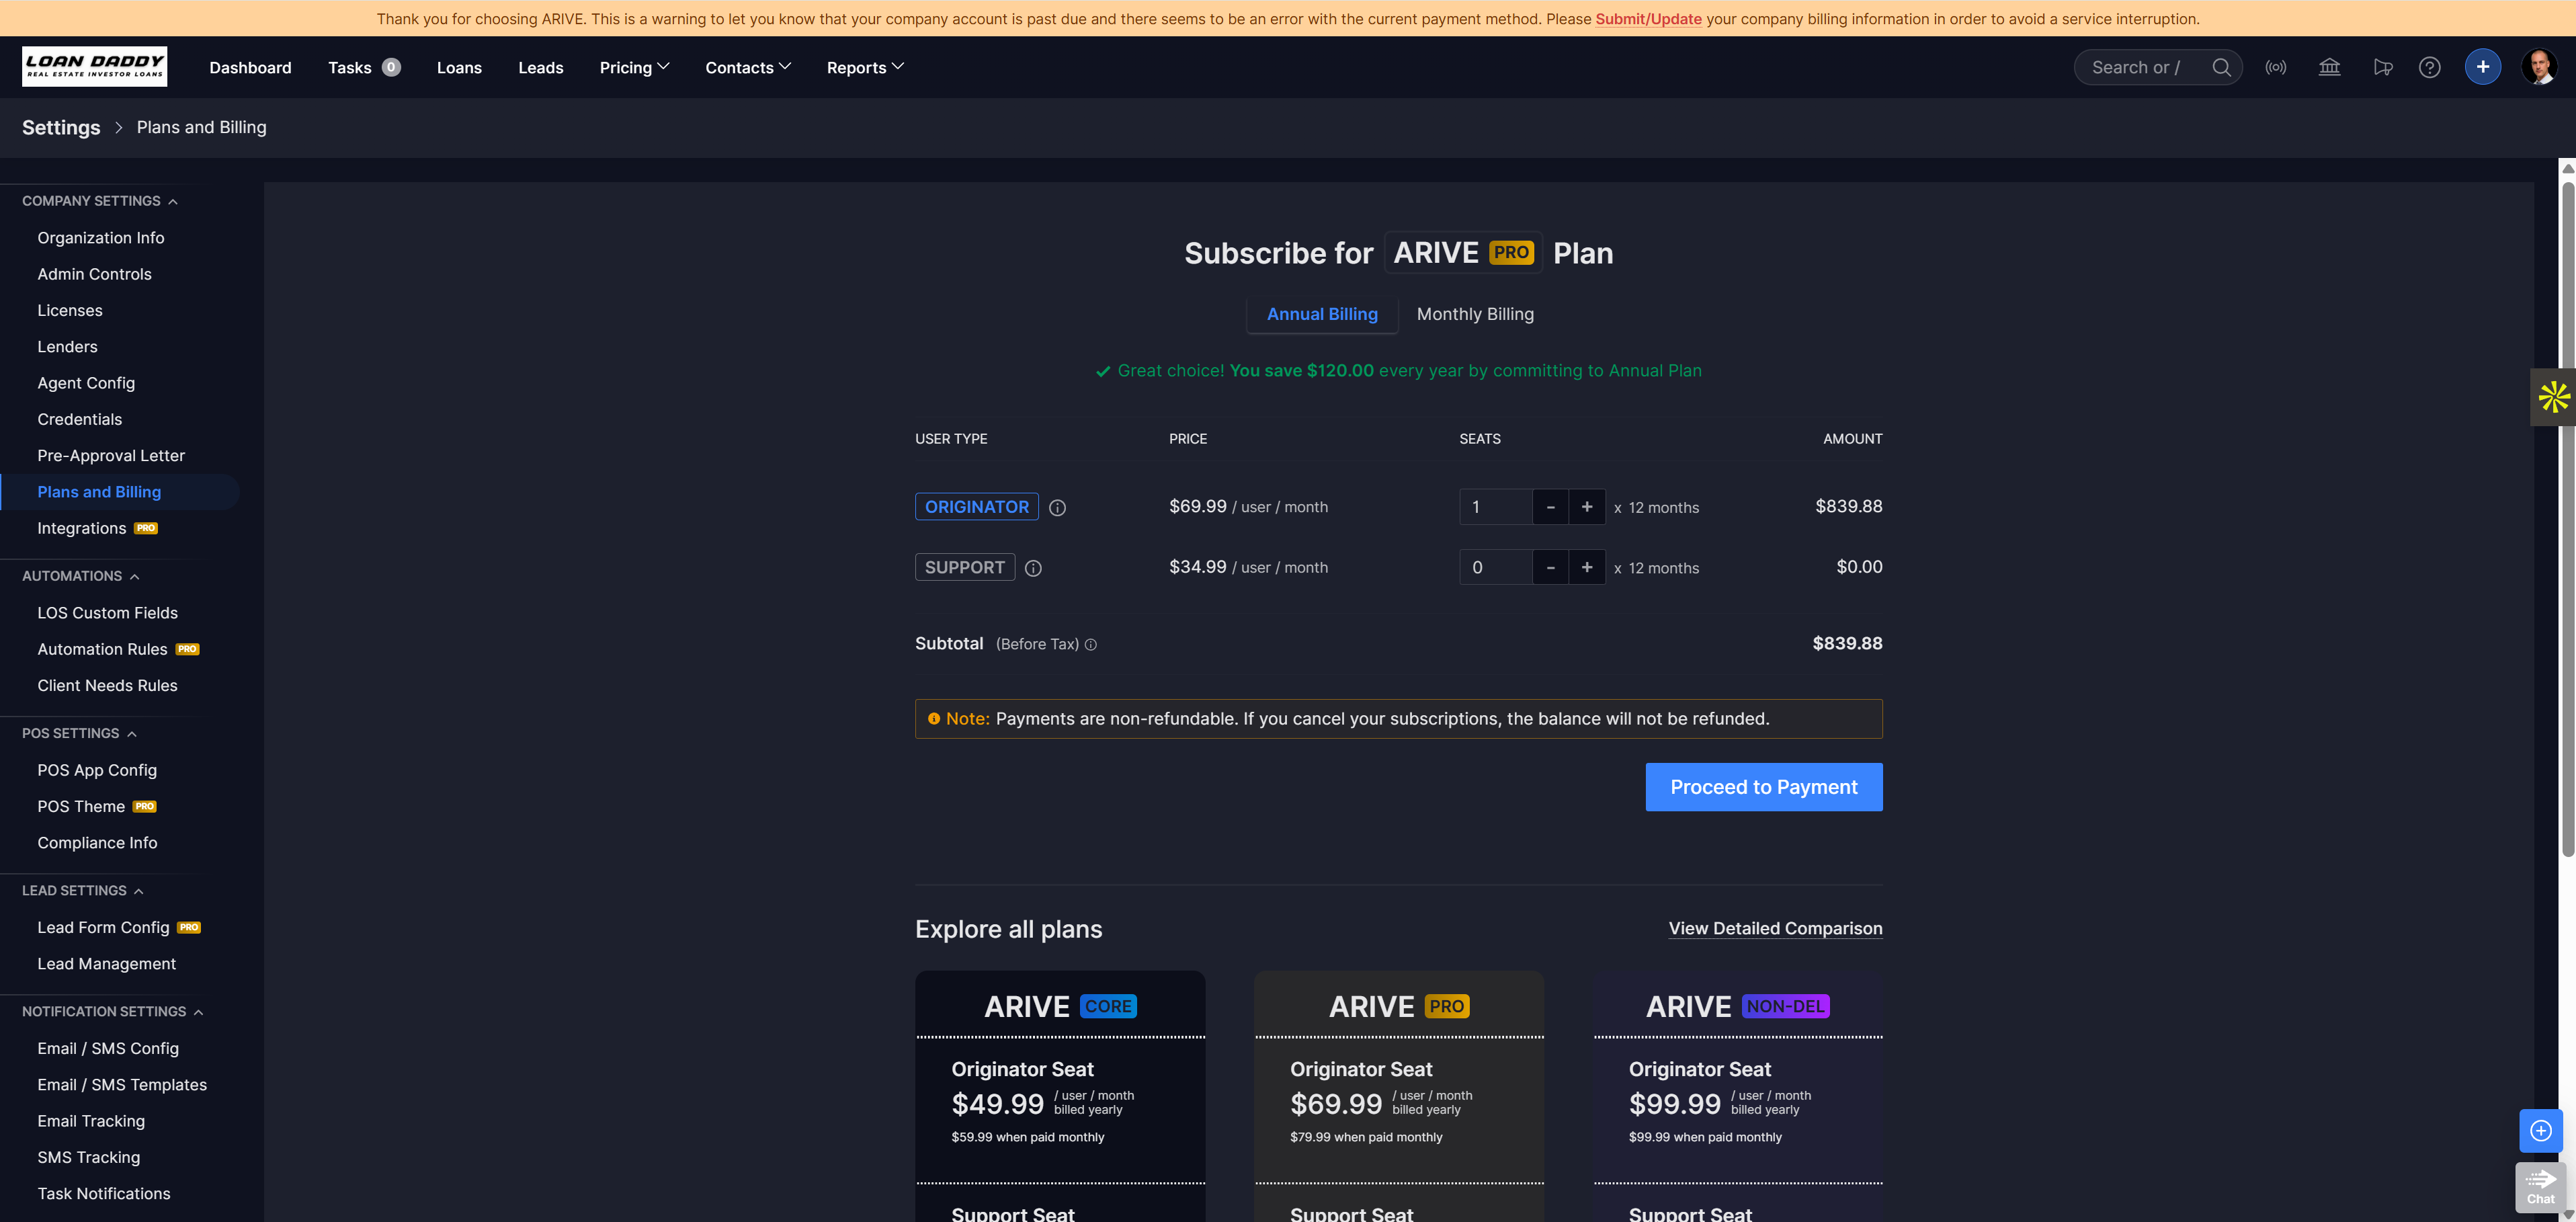 Thank you for choosing ARIVE. This is a warning to let you know that your company account is past due and there seems to be an error with the current payment method. Please Submit/Update your company billing information in order to avoid a service interruption.
LOAN DADDY
REAL ESTATE INVESTOR LOANS
Dashboard
Tasks 0
Loans
Leads
Pricing
Contacts
Reports
Search or /
Settings > Plans and Billing
COMPANY SETTINGS
Organization Info
Admin Controls
Licenses
Lenders
Agent Config
Credentials
Pre-Approval Letter
Plans and Billing
Integrations PRO
AUTOMATIONS
LOS Custom Fields
Automation Rules PRO
Client Needs Rules
POS SETTINGS
POS App Config
POS Theme PRO
Compliance Info
LEAD SETTINGS
Lead Form Config PRO
Lead Management
NOTIFICATION SETTINGS
Email / SMS Config
Email / SMS Templates
Email Tracking
SMS Tracking
Task Notifications
Subscribe for ARIVE PRO Plan
Annual Billing
Monthly Billing
Great choice! You save $120.00 every year by committing to Annual Plan
USER TYPE PRICE SEATS AMOUNT
ORIGINATOR $69.99 / user / month 1 - + x 12 months $839.88
SUPPORT $34.99 / user / month 0 - + x 12 months $0.00
Subtotal (Before Tax) $839.88
Note: Payments are non-refundable. If you cancel your subscriptions, the balance will not be refunded.
Proceed to Payment
Explore all plans
View Detailed Comparison
ARIVE CORE
Originator Seat
$49.99 / user / month
billed yearly
$59.99 when paid monthly
Support Seat
ARIVE PRO
Originator Seat
$69.99 / user / month
billed yearly
$79.99 when paid monthly
Support Seat
ARIVE NON-DEL
Originator Seat
$99.99 / user / month
billed yearly
$99.99 when paid monthly
Support Seat
Chat